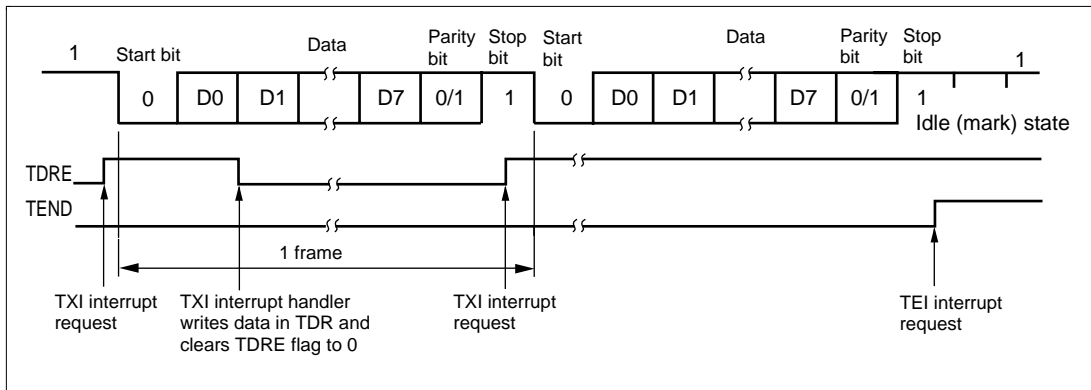 1 Start bit Data Parity bit Stop bit Start bit Data Parity bit Stop bit 1
0 D0 D1 D7 0/1 1 0 D0 D1 D7 0/1 1
Idle (mark) state
TDRE
TEND
1 frame
TXI interrupt request
TXI interrupt handler writes data in TDR and clears TDRE flag to 0
TXI interrupt request
TEI interrupt request